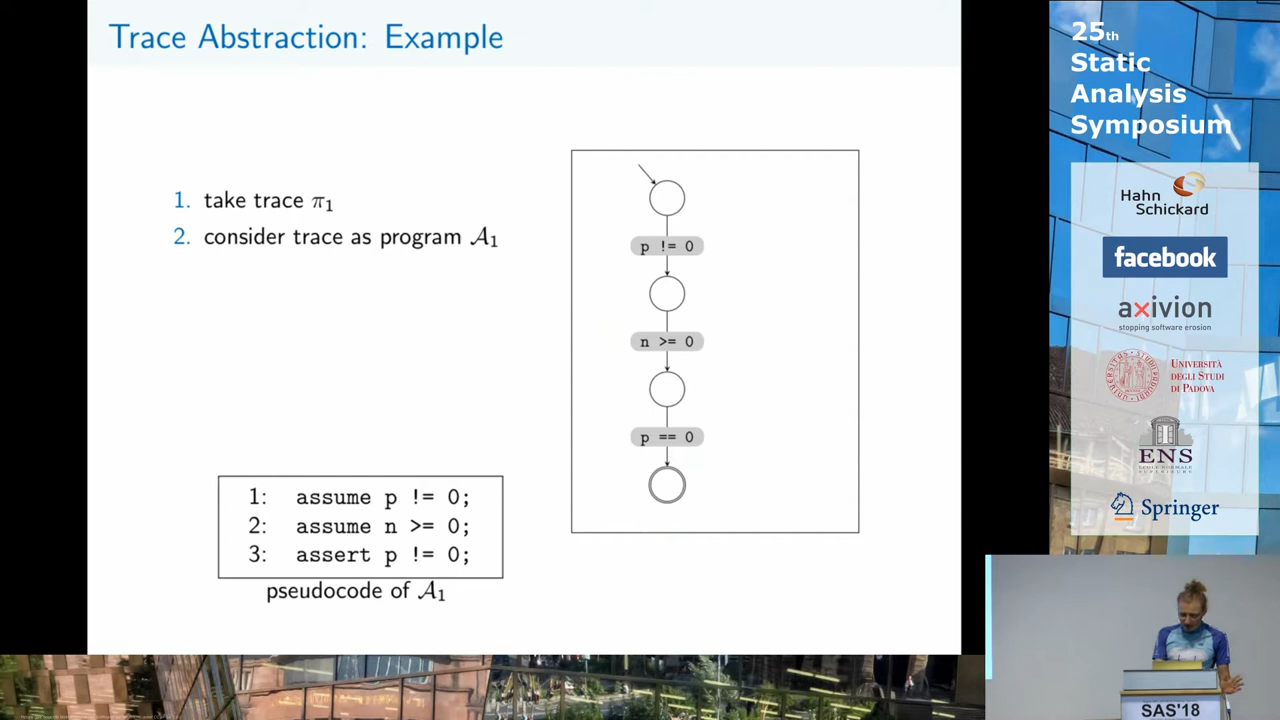 Trace Abstraction: Example
1. take trace π₁
2. consider trace as program 𝒜₁
p != 0
n >= 0
p == 0
1: assume p != 0;
2: assume n >= 0;
3: assert p != 0;
pseudocode of 𝒜₁
25th
Static
Analysis
Symposium
Hahn
Schickard
facebook
axivion
stopping software erosion
UNIVERSITÀ
DEGLI STUDI
DI PADOVA
ENS
Springer
SAS'18